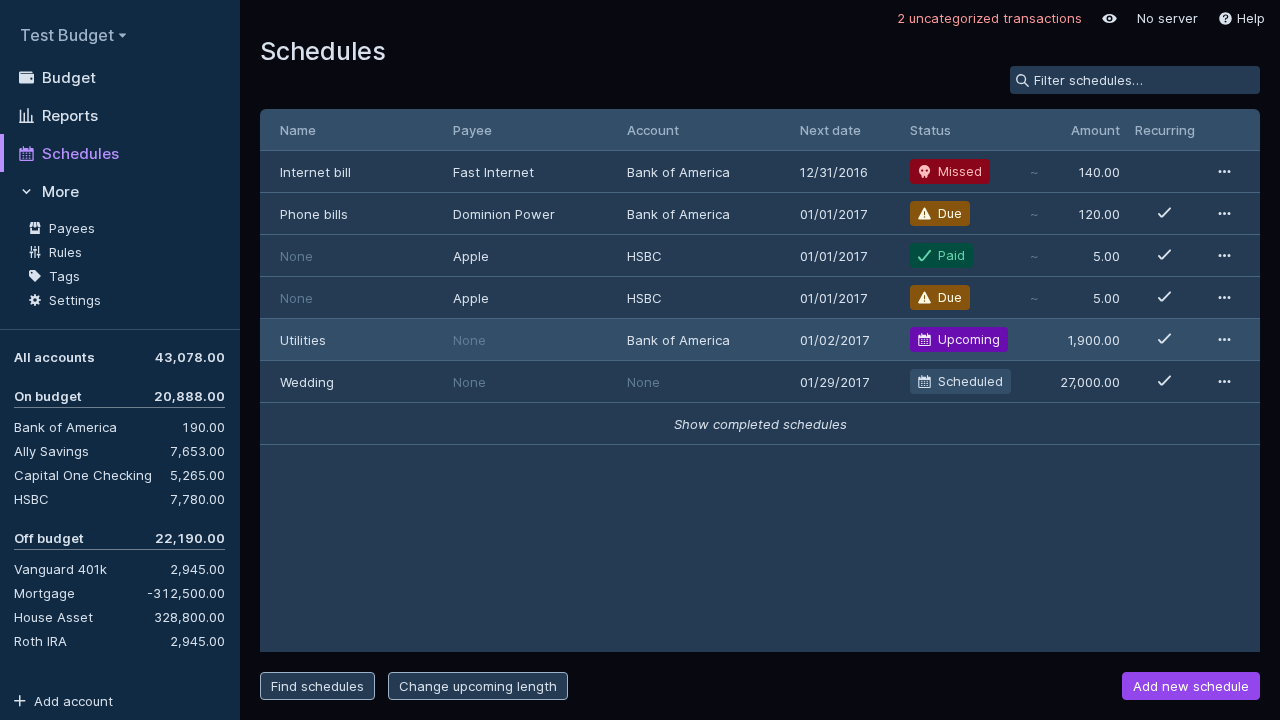 2 uncategorized transactions
No server
Help
Test Budget
Budget
Reports
Schedules
More
Payees
Rules
Tags
Settings
All accounts 43,078.00
On budget 20,888.00
Bank of America 190.00
Ally Savings 7,653.00
Capital One Checking 5,265.00
HSBC 7,780.00
Off budget 22,190.00
Vanguard 401k 2,945.00
Mortgage -312,500.00
House Asset 328,800.00
Roth IRA 2,945.00
Add account
Schedules
Filter schedules…
Name Payee Account Next date Status Amount Recurring
Internet bill Fast Internet Bank of America 12/31/2016 Missed ~ 140.00
Phone bills Dominion Power Bank of America 01/01/2017 Due ~ 120.00
None Apple HSBC 01/01/2017 Paid ~ 5.00
None Apple HSBC 01/01/2017 Due ~ 5.00
Utilities None Bank of America 01/02/2017 Upcoming 1,900.00
Wedding None None 01/29/2017 Scheduled 27,000.00
Show completed schedules
Find schedules
Change upcoming length
Add new schedule